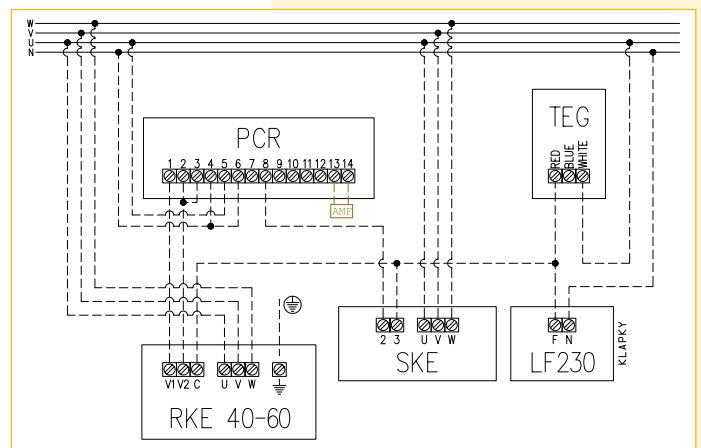 W
V
U
N
PCR
1 2 3 4 5 6 7 8 9 10 11 12 13 14
AMF
TEG
RED BLUE WHITE
2 3 U V W
SKE
F N
LF230
KLAPKY
V1 V2 C U V W
RKE 40-60